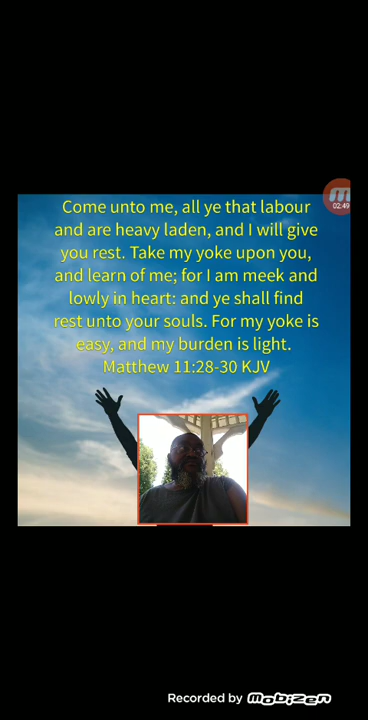 Come unto me, all ye that labour
and are heavy laden, and I will give
you rest. Take my yoke upon you,
and learn of me; for I am meek and
lowly in heart: and ye shall find
rest unto your souls. For my yoke is
easy, and my burden is light.
Matthew 11:28-30 KJV
02:49
Recorded by Mobizen